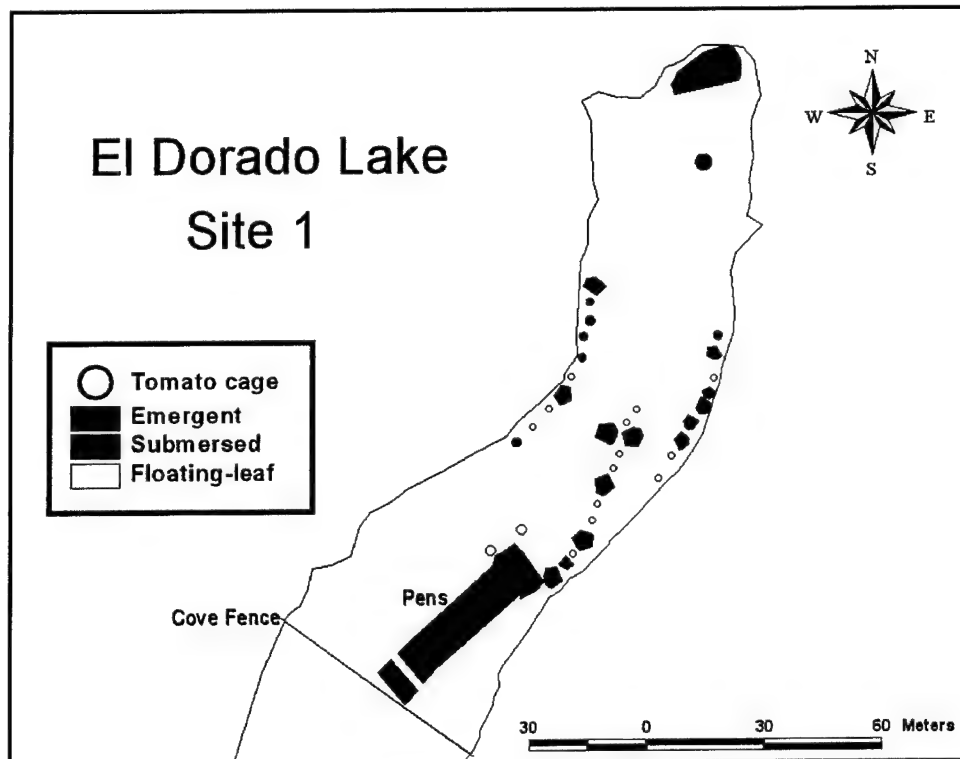 El Dorado Lake
Site 1
N
W E
S
Tomato cage
Emergent
Submersed
Floating-leaf
Pens
Cove Fence
30 0 30 60 Meters